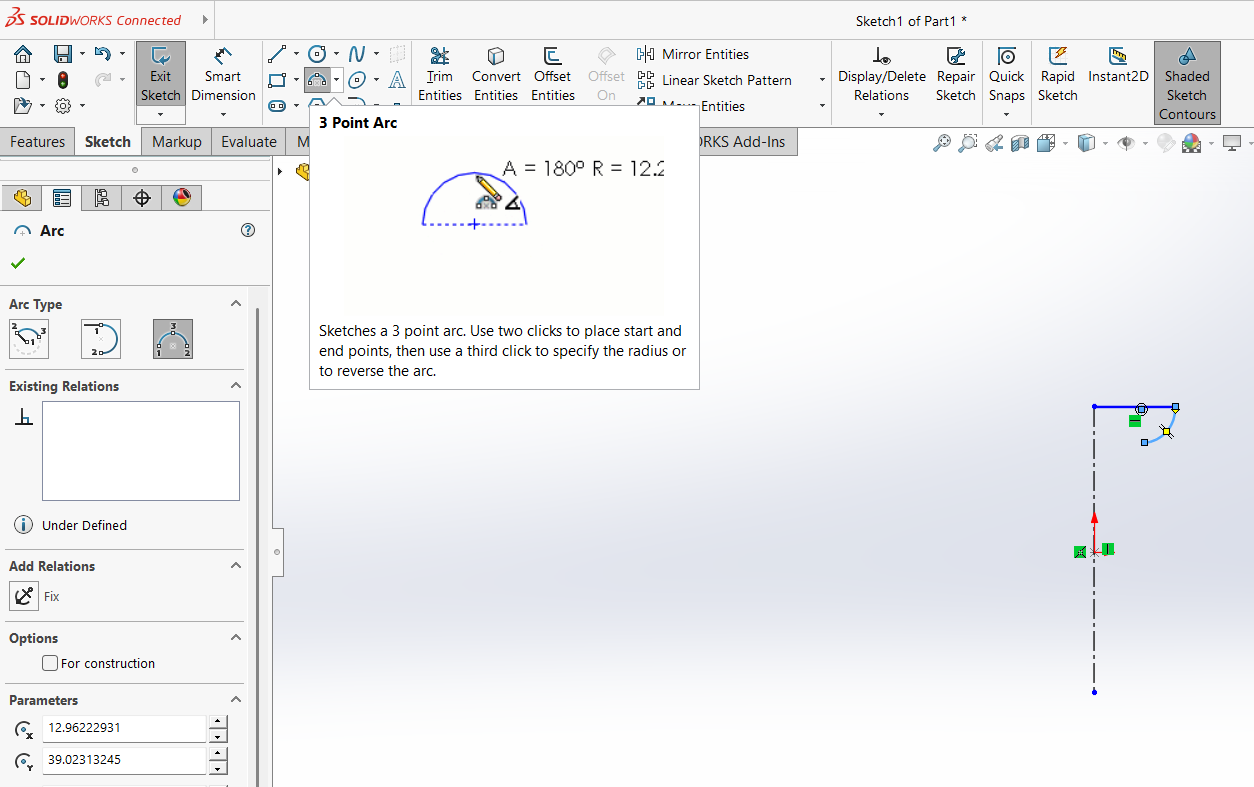 SOLIDWORKS Connected
Sketch1 of Part1 *
Exit Sketch
Smart Dimension
Trim Entities
Convert Entities
Offset Entities
Offset On
Mirror Entities
Linear Sketch Pattern
Move Entities
Display/Delete Relations
Repair Sketch
Quick Snaps
Rapid Sketch
Instant2D
Shaded Sketch Contours
Features
Sketch
Markup
Evaluate
RKS Add-Ins
3 Point Arc
A = 180° R = 12.2
Sketches a 3 point arc. Use two clicks to place start and
end points, then use a third click to specify the radius or
to reverse the arc.
Arc
Arc Type
Existing Relations
Under Defined
Add Relations
Fix
Options
For construction
Parameters
12.96222931
39.02313245